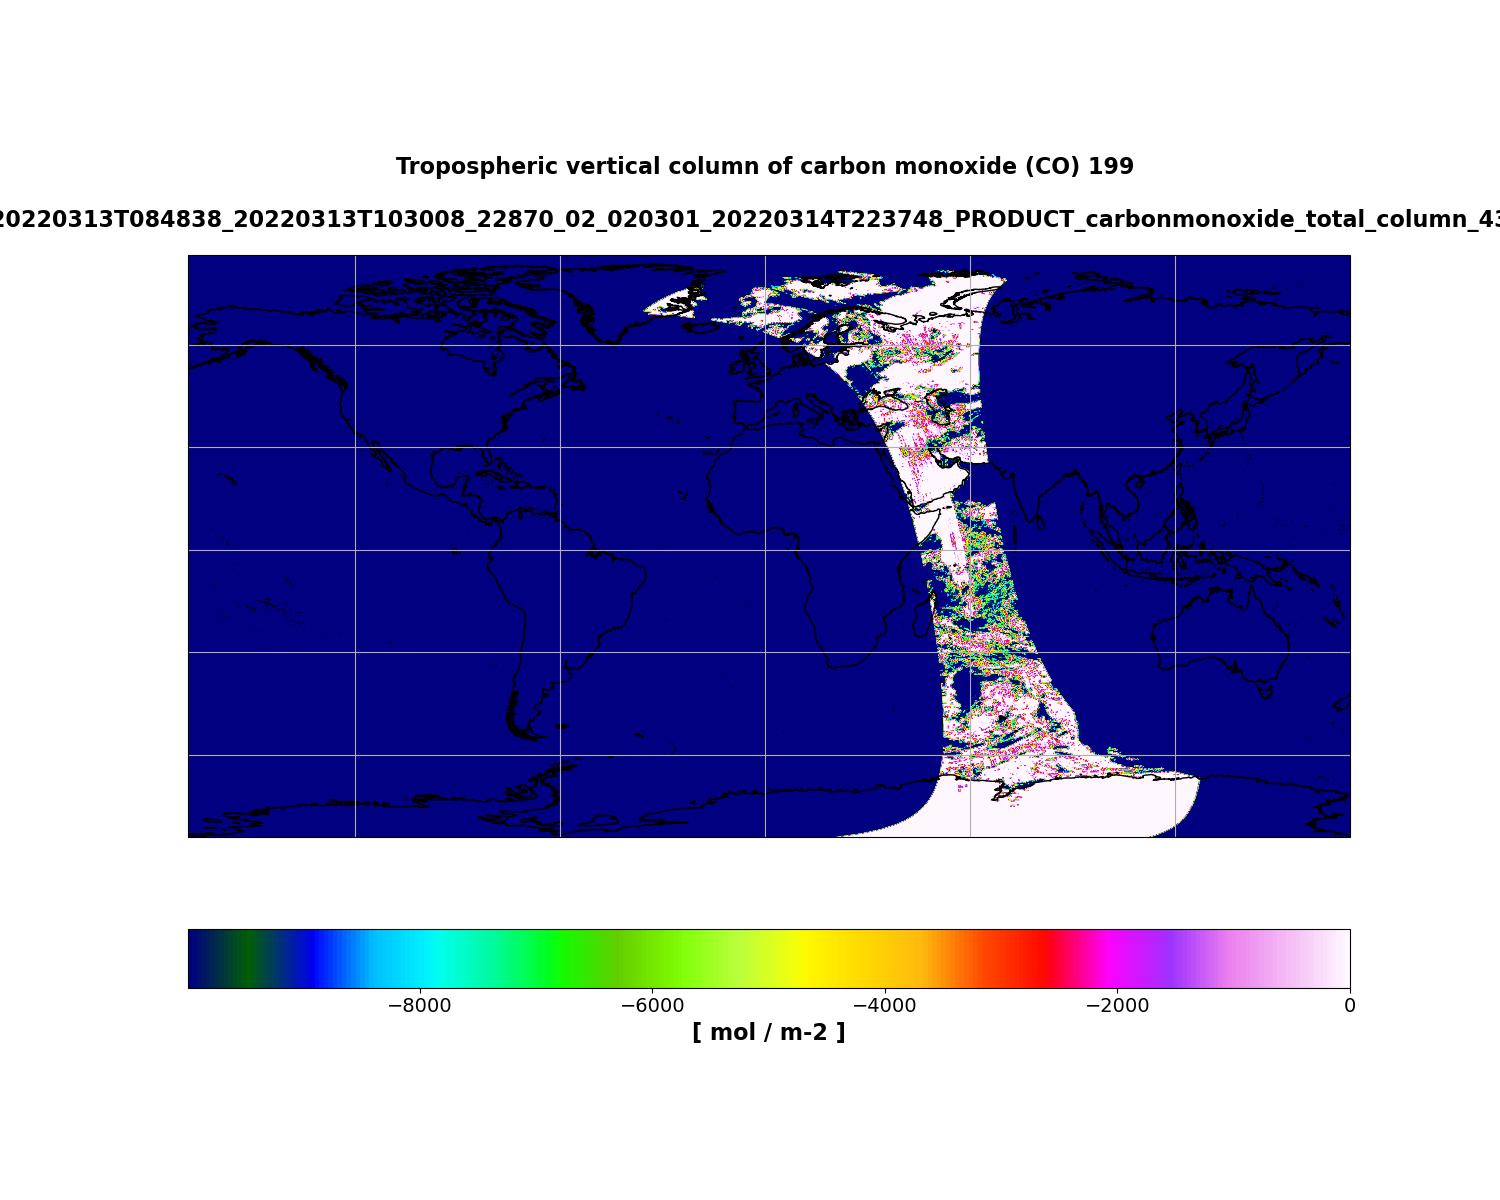 Tropospheric vertical column of carbon monoxide (CO) 199
20220313T084838_20220313T103008_22870_02_020301_20220314T223748_PRODUCT_carbonmonoxide_total_column_43
−8000 −6000 −4000 −2000 0
[ mol / m-2 ]